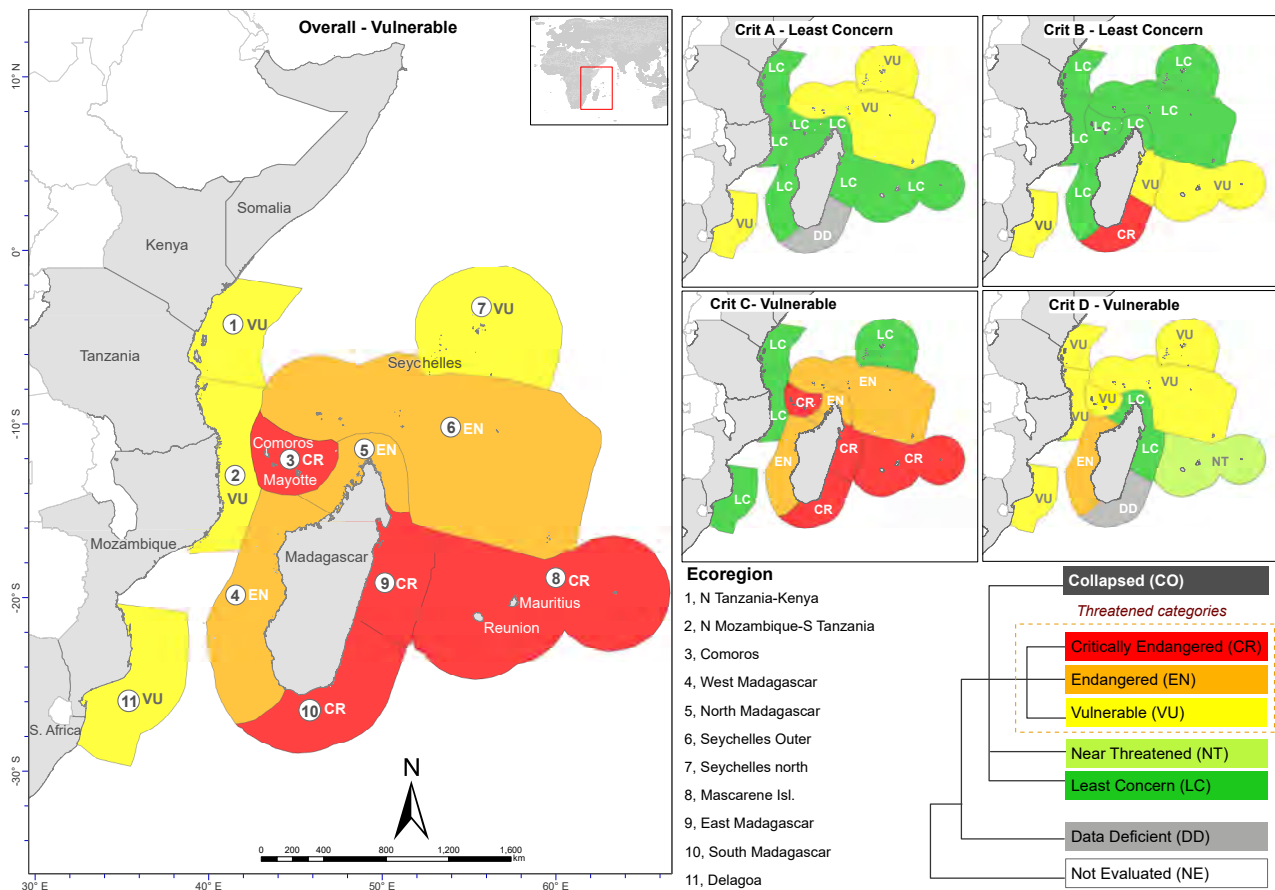 Overall - Vulnerable
10° N
0°
-10° S
-20° S
-30° S
30° E
40° E
50° E
60° E
Somalia
Kenya
Tanzania
Mozambique
S. Africa
Madagascar
Seychelles
Comoros
Mayotte
Mauritius
Reunion
1 VU
2
VU
3 CR
4 EN
5 EN
6 EN
7 VU
8 CR
9 CR
10 CR
11 VU
N
0 200 400 800 1,200 1,600
km
Crit A - Least Concern
LC
VU
VU
LC
LC
LC
LC
LC
LC
VU
DD
Crit B - Least Concern
LC
LC
LC
LC
LC
LC
LC
VU
VU
VU
CR
Crit C- Vulnerable
LC
LC
EN
CR
EN
LC
EN
CR
CR
LC
CR
Crit D - Vulnerable
VU
VU
VU
LC
VU
VU
EN
LC
NT
VU
DD
Ecoregion
1, N Tanzania-Kenya
2, N Mozambique-S Tanzania
3, Comoros
4, West Madagascar
5, North Madagascar
6, Seychelles Outer
7, Seychelles north
8, Mascarene Isl.
9, East Madagascar
10, South Madagascar
11, Delagoa
Collapsed (CO)
Threatened categories
Critically Endangered (CR)
Endangered (EN)
Vulnerable (VU)
Near Threatened (NT)
Least Concern (LC)
Data Deficient (DD)
Not Evaluated (NE)